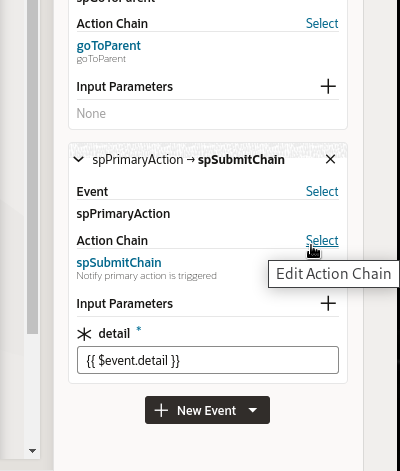 Action Chain Select
goToParent
goToParent
Input Parameters
None
spPrimaryAction → spSubmitChain
Event Select
spPrimaryAction
Action Chain Select
spSubmitChain
Notify primary action is triggered
Edit Action Chain
Input Parameters
detail *
{{ $event.detail }}
New Event